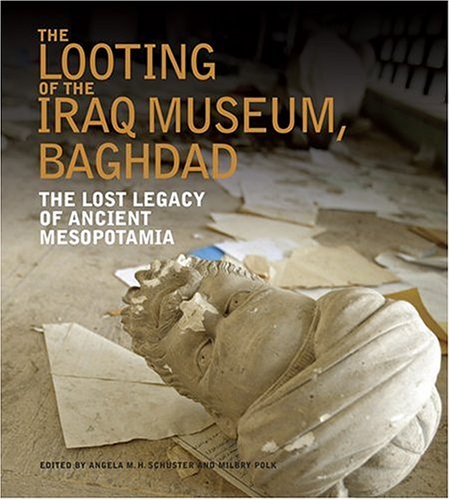 THE
LOOTING
OF THE
IRAQ MUSEUM,
BAGHDAD
THE LOST LEGACY
OF ANCIENT
MESOPOTAMIA
EDITED BY ANGELA M. H. SCHUSTER AND MILBRY POLK